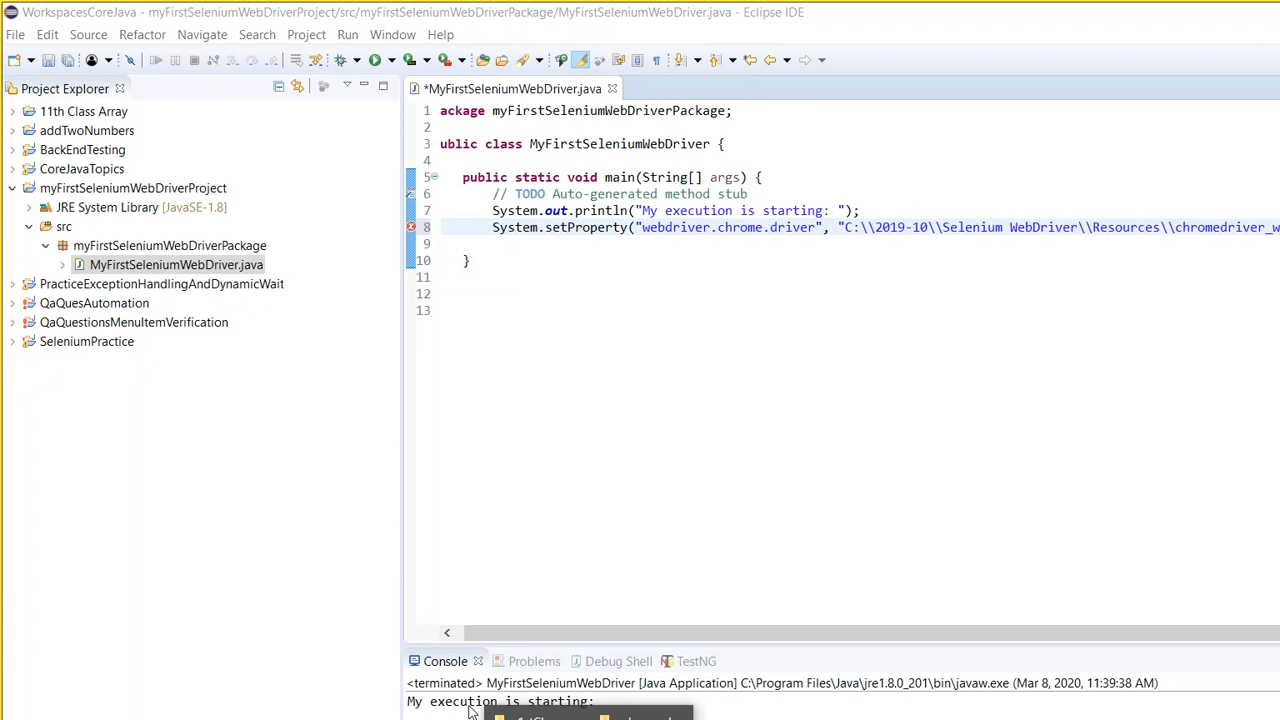 WorkspacesCoreJava - myFirstSeleniumWebDriverProject/src/myFirstSeleniumWebDriverPackage/MyFirstSeleniumWebDriver.java - Eclipse IDE
File Edit Source Refactor Navigate Search Project Run Window Help
Project Explorer
11th Class Array
addTwoNumbers
BackEndTesting
CoreJavaTopics
myFirstSeleniumWebDriverProject
JRE System Library [JavaSE-1.8]
src
myFirstSeleniumWebDriverPackage
MyFirstSeleniumWebDriver.java
PracticeExceptionHandlingAndDynamicWait
QaQuesAutomation
QaQuestionsMenuItemVerification
SeleniumPractice
*MyFirstSeleniumWebDriver.java
1 ackage myFirstSeleniumWebDriverPackage;
2
3 ublic class MyFirstSeleniumWebDriver {
4
5 public static void main(String[] args) {
6 // TODO Auto-generated method stub
7 System.out.println("My execution is starting: ");
8 System.setProperty("webdriver.chrome.driver", "C:\\2019-10\\Selenium WebDriver\\Resources\\chromedriver_w
9
10 }
11
12
13
Console Problems Debug Shell TestNG
<terminated> MyFirstSeleniumWebDriver [Java Application] C:\Program Files\Java\jre1.8.0_201\bin\javaw.exe (Mar 8, 2020, 11:39:38 AM)
My execution is starting: